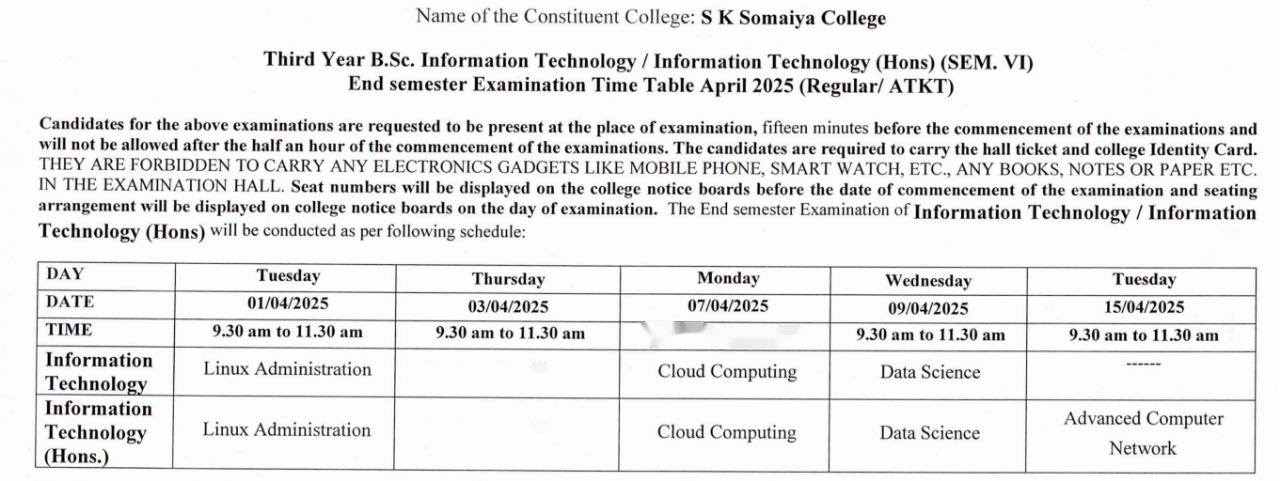 Name of the Constituent College: S K Somaiya College
Third Year B.Sc. Information Technology / Information Technology (Hons) (SEM. VI)
End semester Examination Time Table April 2025 (Regular/ ATKT)
Candidates for the above examinations are requested to be present at the place of examination, fifteen minutes before the commencement of the examinations and
will not be allowed after the half an hour of the commencement of the examinations. The candidates are required to carry the hall ticket and college Identity Card.
THEY ARE FORBIDDEN TO CARRY ANY ELECTRONICS GADGETS LIKE MOBILE PHONE, SMART WATCH, ETC., ANY BOOKS, NOTES OR PAPER ETC.
IN THE EXAMINATION HALL. Seat numbers will be displayed on the college notice boards before the date of commencement of the examination and seating
arrangement will be displayed on college notice boards on the day of examination. The End semester Examination of Information Technology / Information
Technology (Hons) will be conducted as per following schedule:
DAY Tuesday Thursday Monday Wednesday Tuesday
DATE 01/04/2025 03/04/2025 07/04/2025 09/04/2025 15/04/2025
TIME 9.30 am to 11.30 am 9.30 am to 11.30 am 9.30 am to 11.30 am 9.30 am to 11.30 am
Information
Technology Linux Administration Cloud Computing Data Science ------
Information
Technology
(Hons.) Linux Administration Cloud Computing Data Science Advanced Computer
Network